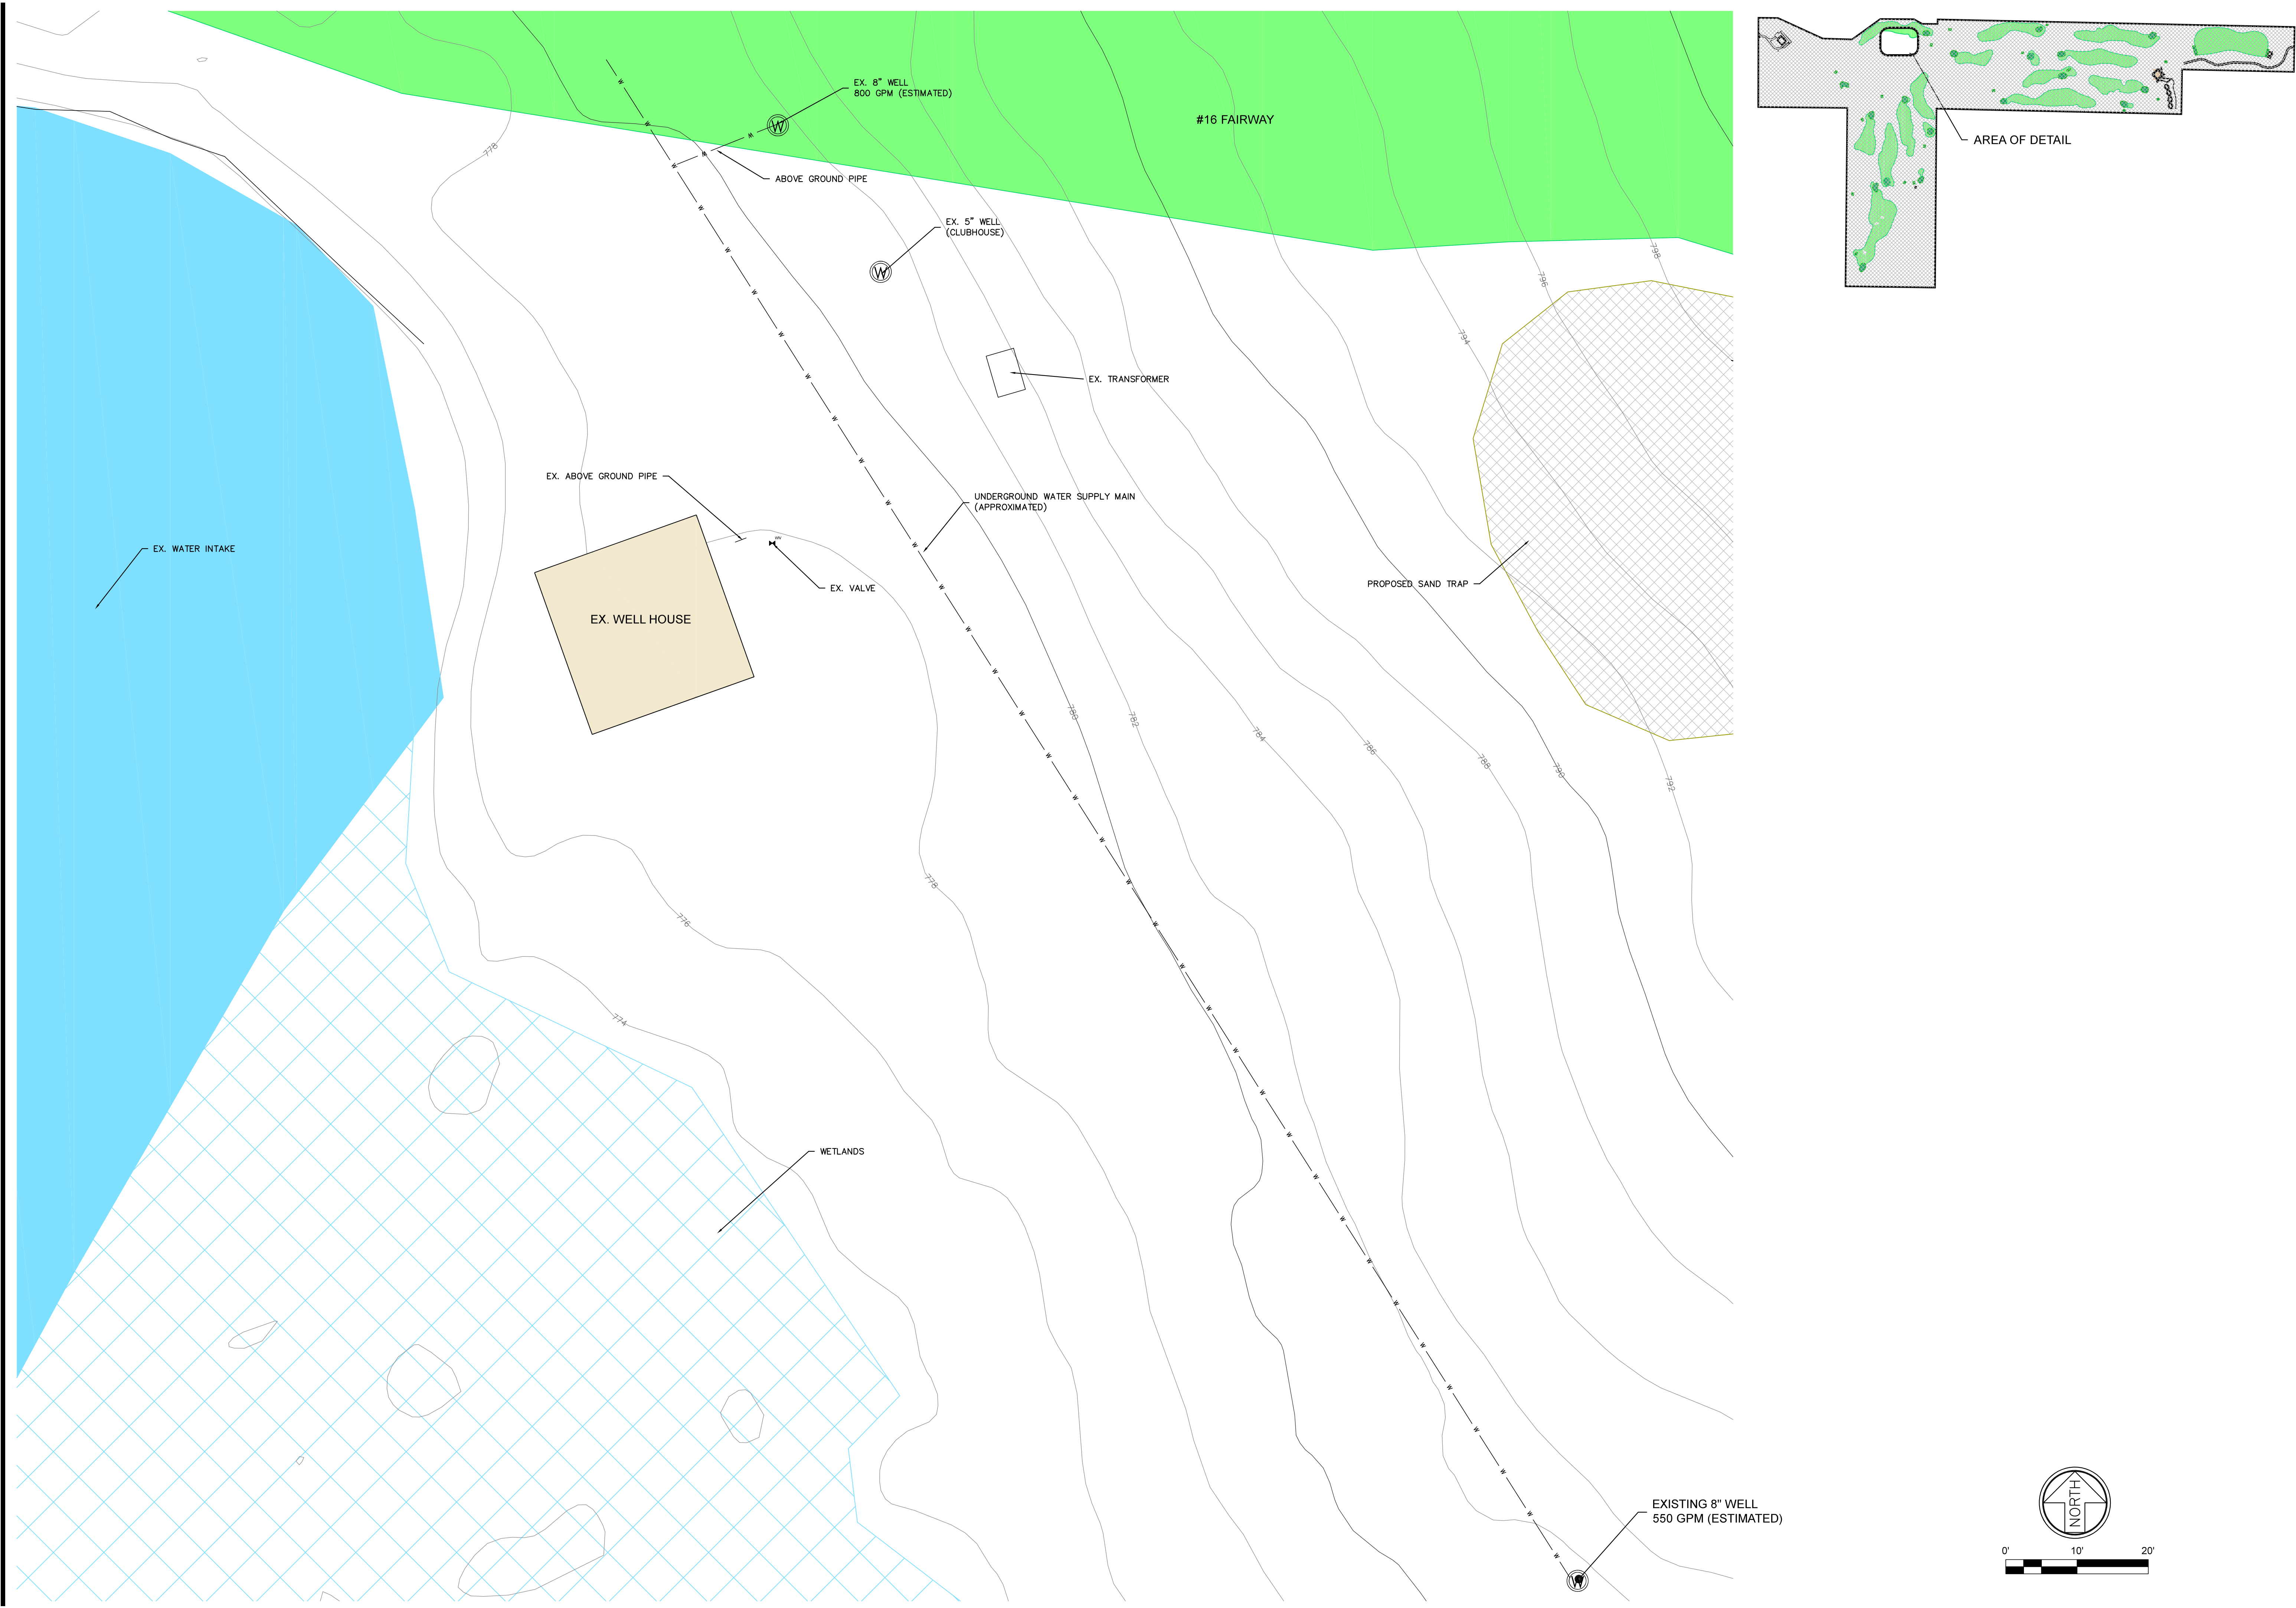 EX. 8" WELL
800 GPM (ESTIMATED)
#16 FAIRWAY
AREA OF DETAIL
778
ABOVE GROUND PIPE
EX. 5" WELL
(CLUBHOUSE)
798
796
794
EX. TRANSFORMER
EX. ABOVE GROUND PIPE
UNDERGROUND WATER SUPPLY MAIN
(APPROXIMATED)
EX. WATER INTAKE
WV
EX. VALVE
PROPOSED SAND TRAP
EX. WELL HOUSE
780
782
784
786
788
790
792
778
776
774
WETLANDS
EXISTING 8" WELL
550 GPM (ESTIMATED)
NORTH
0' 10' 20'
W W W W W W W W W W W W W W W W W W W W W W W W W W W W W W W W W W W W
W W
W
W
W